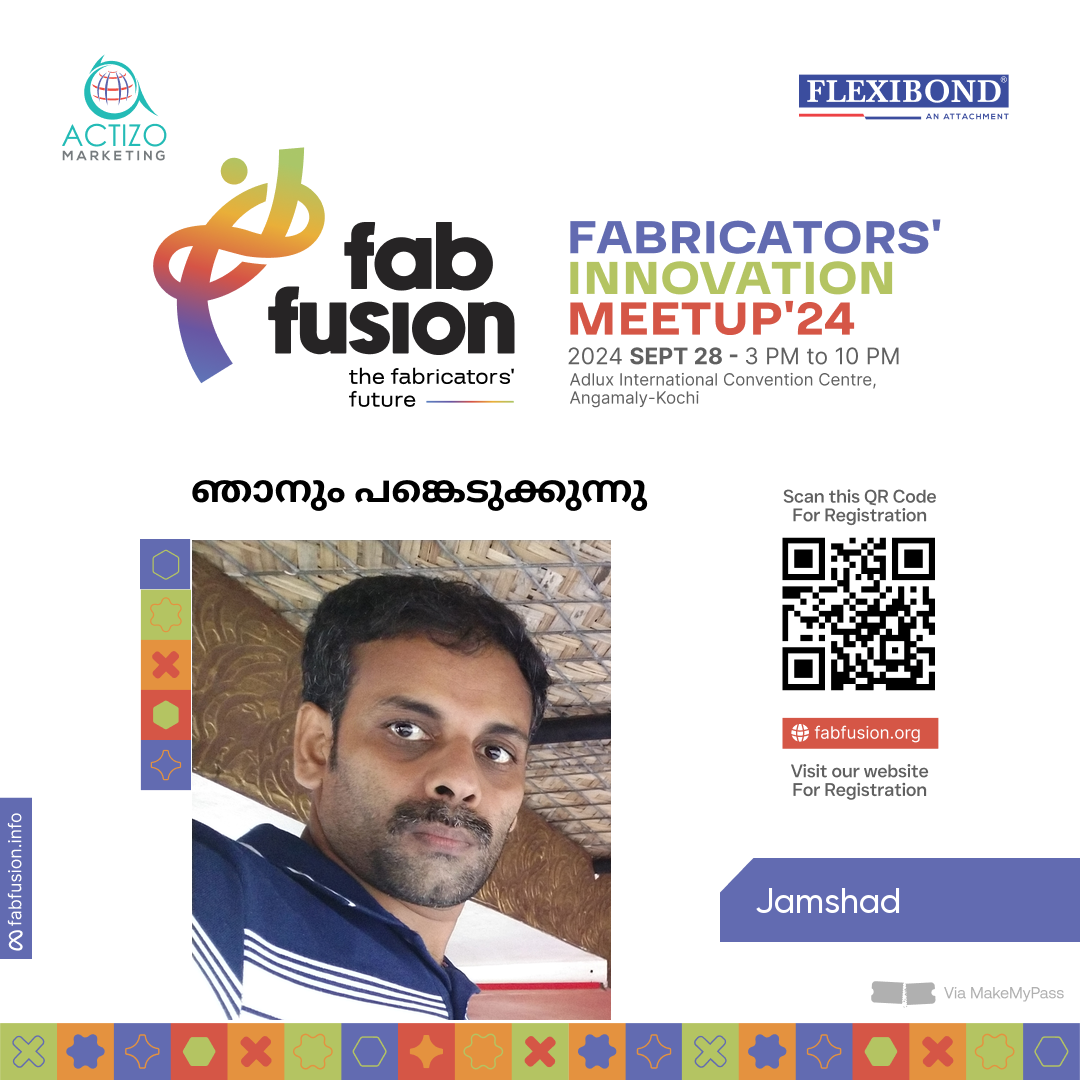 ACTIZO
MARKETING
FLEXIBOND®
AN ATTACHMENT
fab
fusion
the fabricators'
future
FABRICATORS'
INNOVATION
MEETUP'24
2024 SEPT 28 - 3 PM to 10 PM
Adlux International Convention Centre,
Angamaly-Kochi
ഞാനും പങ്കെടുക്കുന്നു
Scan this QR Code
For Registration
fabfusion.org
Visit our website
For Registration
fabfusion.info
Jamshad
Via MakeMyPass